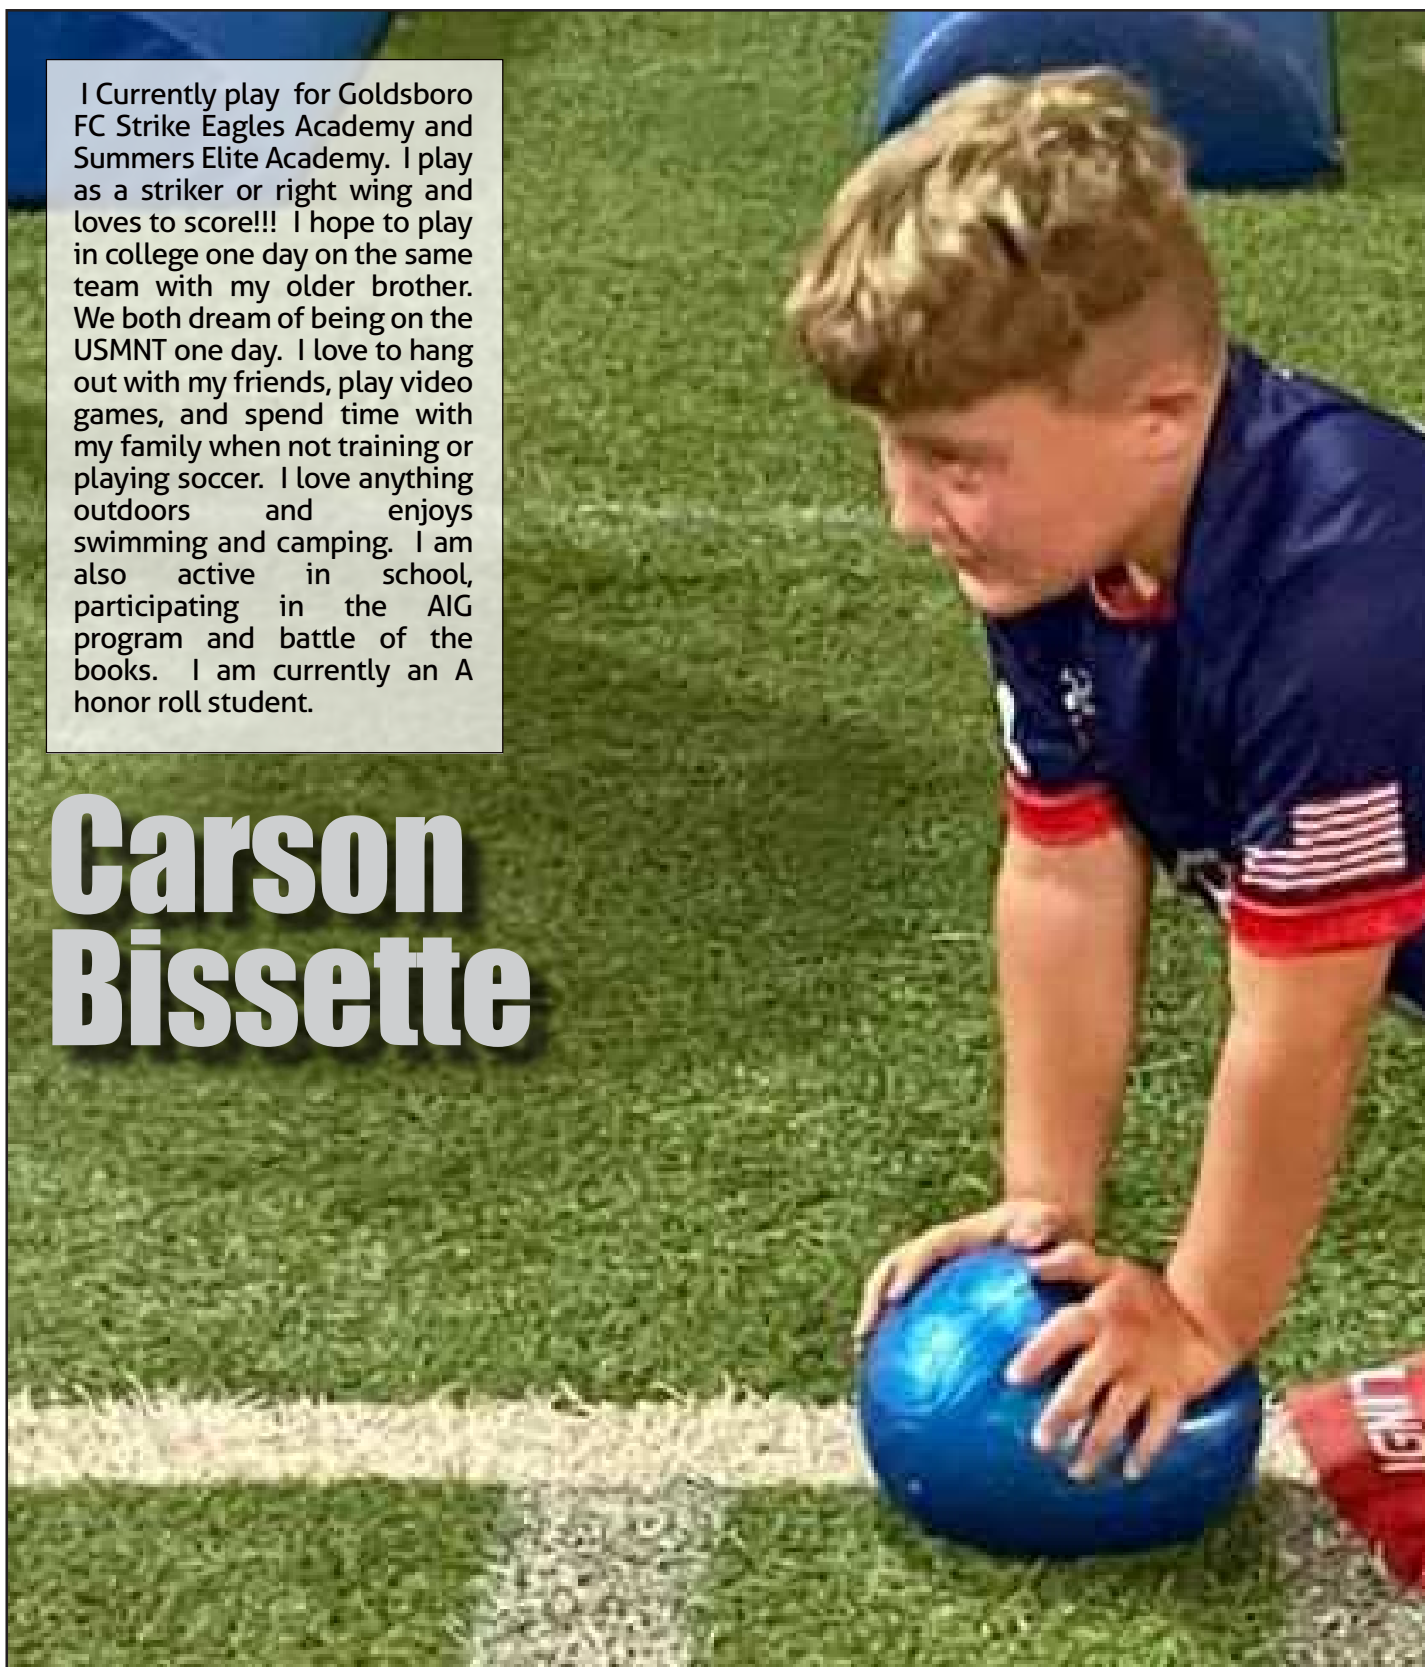 I Currently play for Goldsboro
FC Strike Eagles Academy and
Summers Elite Academy. I play
as a striker or right wing and
loves to score!!! I hope to play
in college one day on the same
team with my older brother.
We both dream of being on the
USMNT one day. I love to hang
out with my friends, play video
games, and spend time with
my family when not training or
playing soccer. I love anything
outdoors and enjoys
swimming and camping. I am
also active in school,
participating in the AIG
program and battle of the
books. I am currently an A
honor roll student.
Carson
Bissette